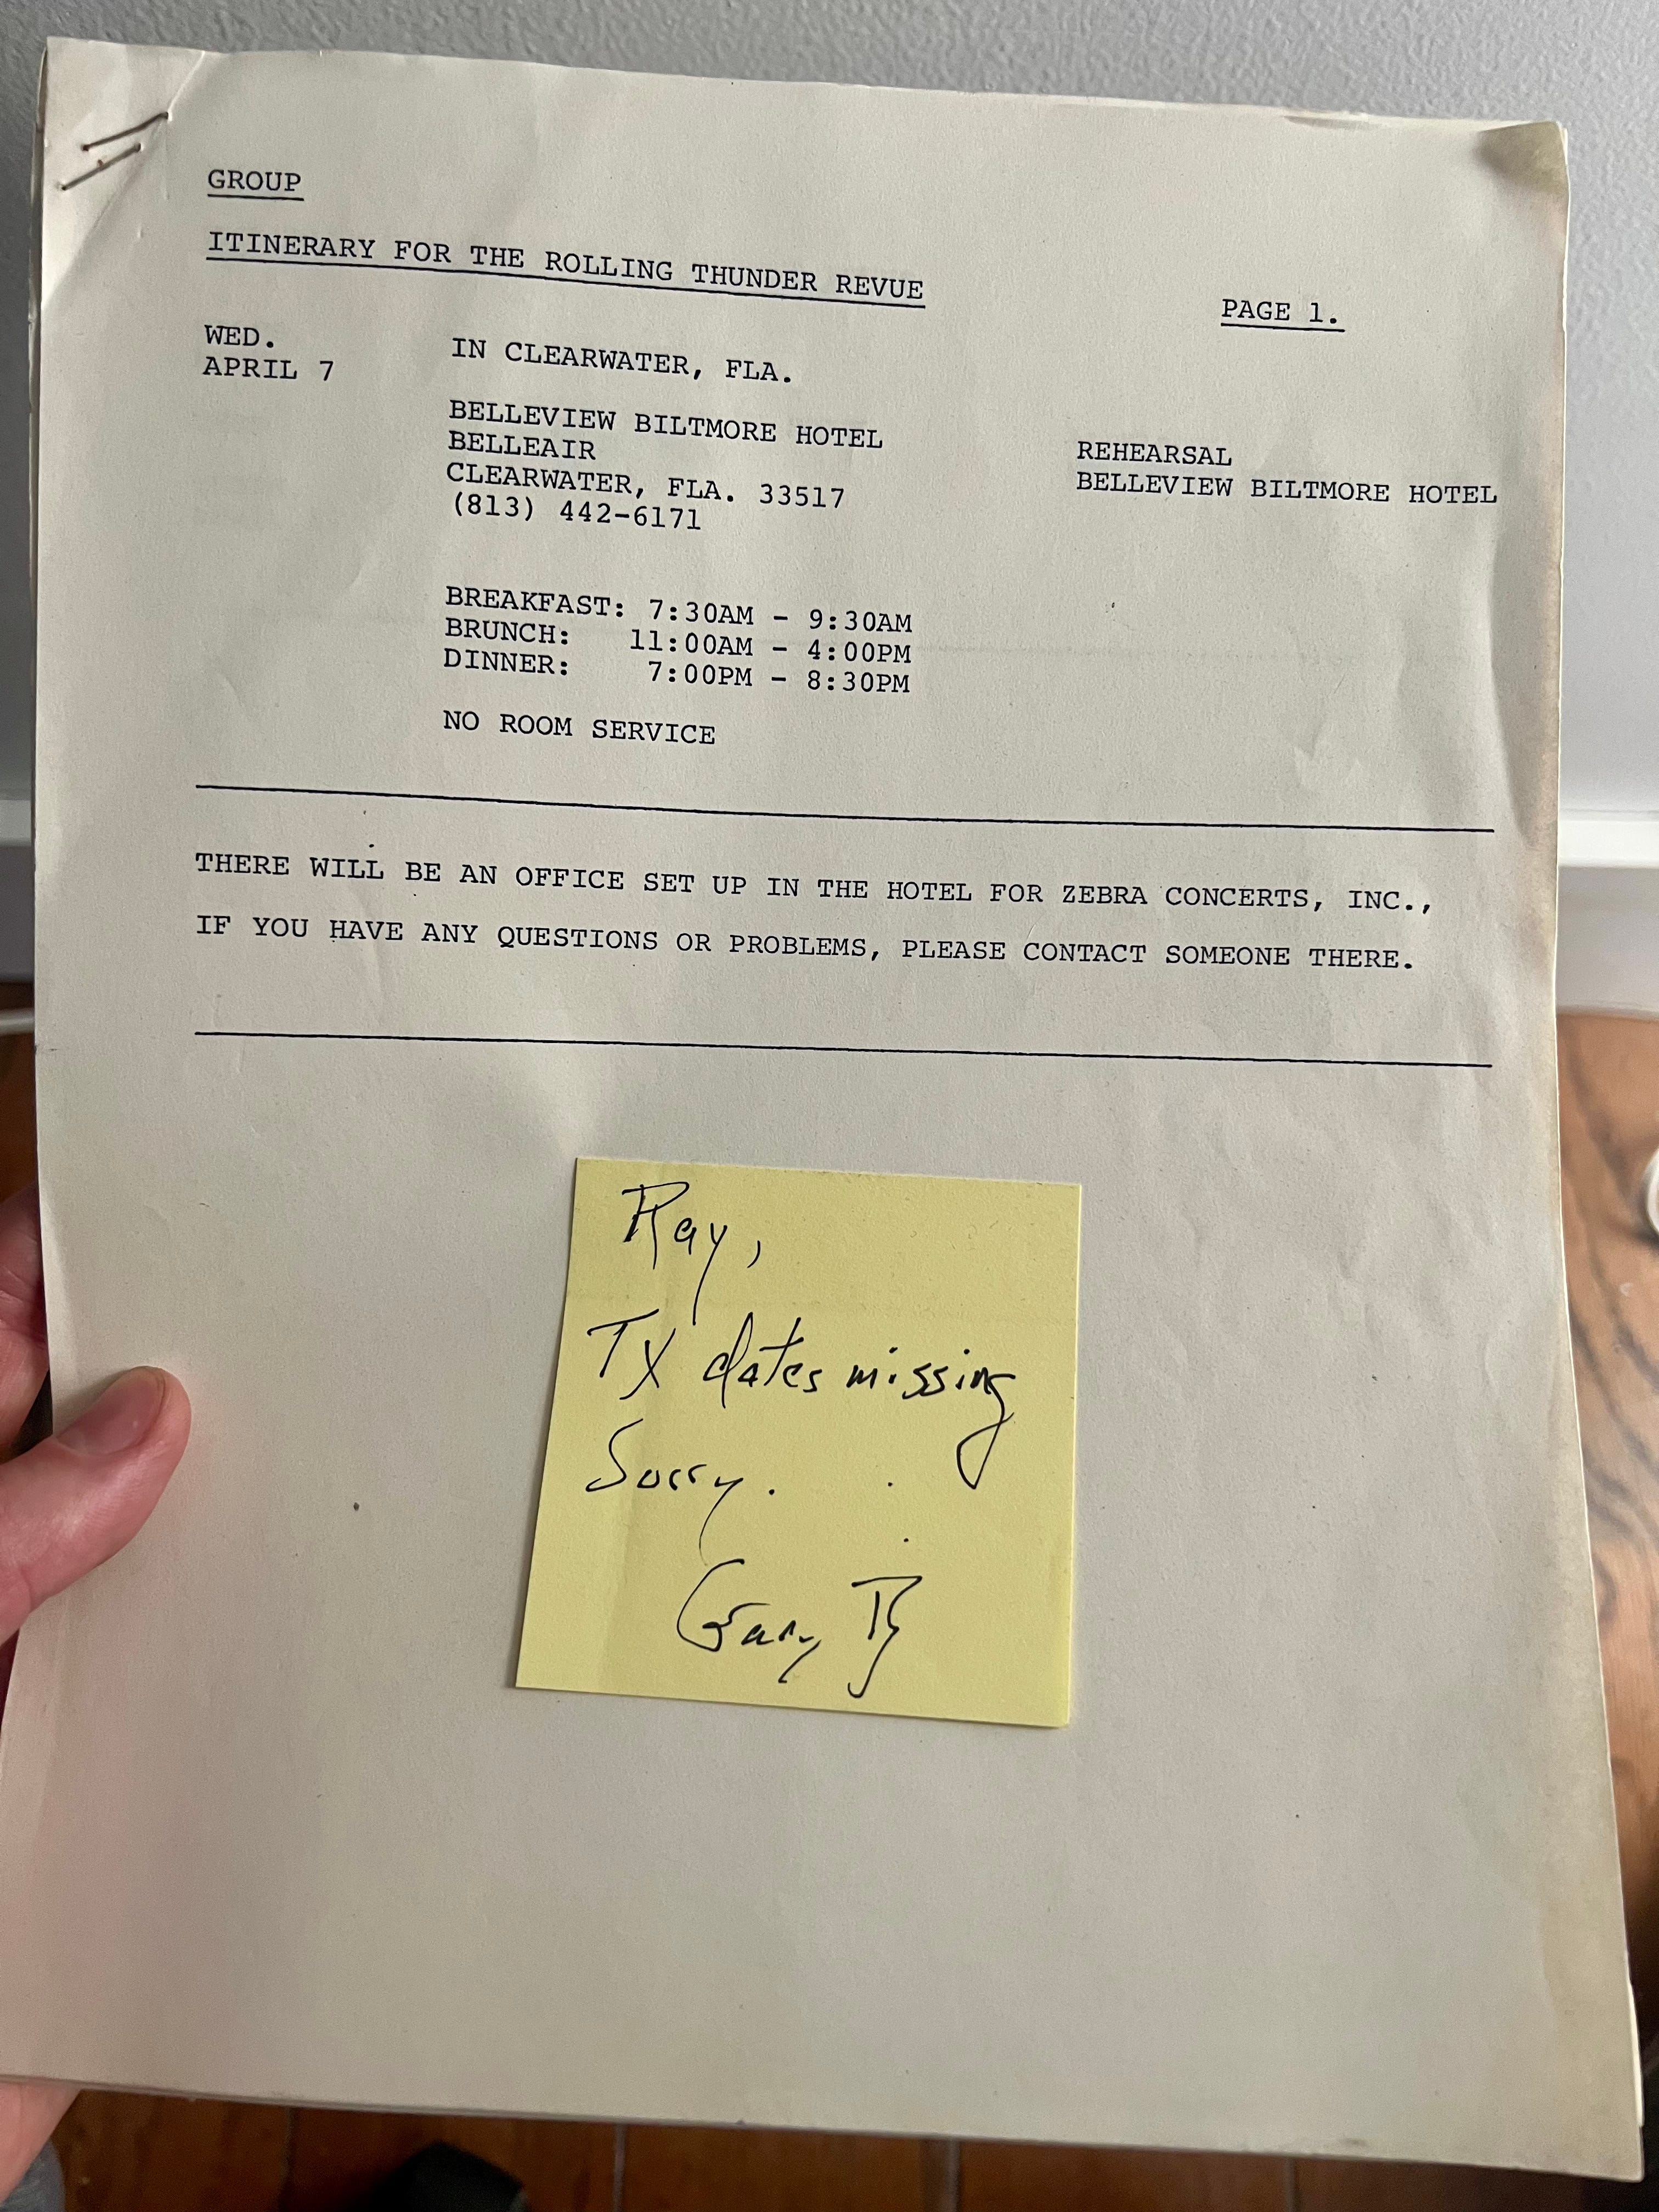 GROUP
ITINERARY FOR THE ROLLING THUNDER REVUE
PAGE 1.
WED.
APRIL 7
IN CLEARWATER, FLA.
BELLEVIEW BILTMORE HOTEL
BELLEAIR
CLEARWATER, FLA. 33517
(813) 442-6171
REHEARSAL
BELLEVIEW BILTMORE HOTEL
BREAKFAST: 7:30AM - 9:30AM
BRUNCH: 11:00AM - 4:00PM
DINNER: 7:00PM - 8:30PM
NO ROOM SERVICE
THERE WILL BE AN OFFICE SET UP IN THE HOTEL FOR ZEBRA CONCERTS, INC.,
IF YOU HAVE ANY QUESTIONS OR PROBLEMS, PLEASE CONTACT SOMEONE THERE.
Ray,
TX dates missing
Sorry.
Gary